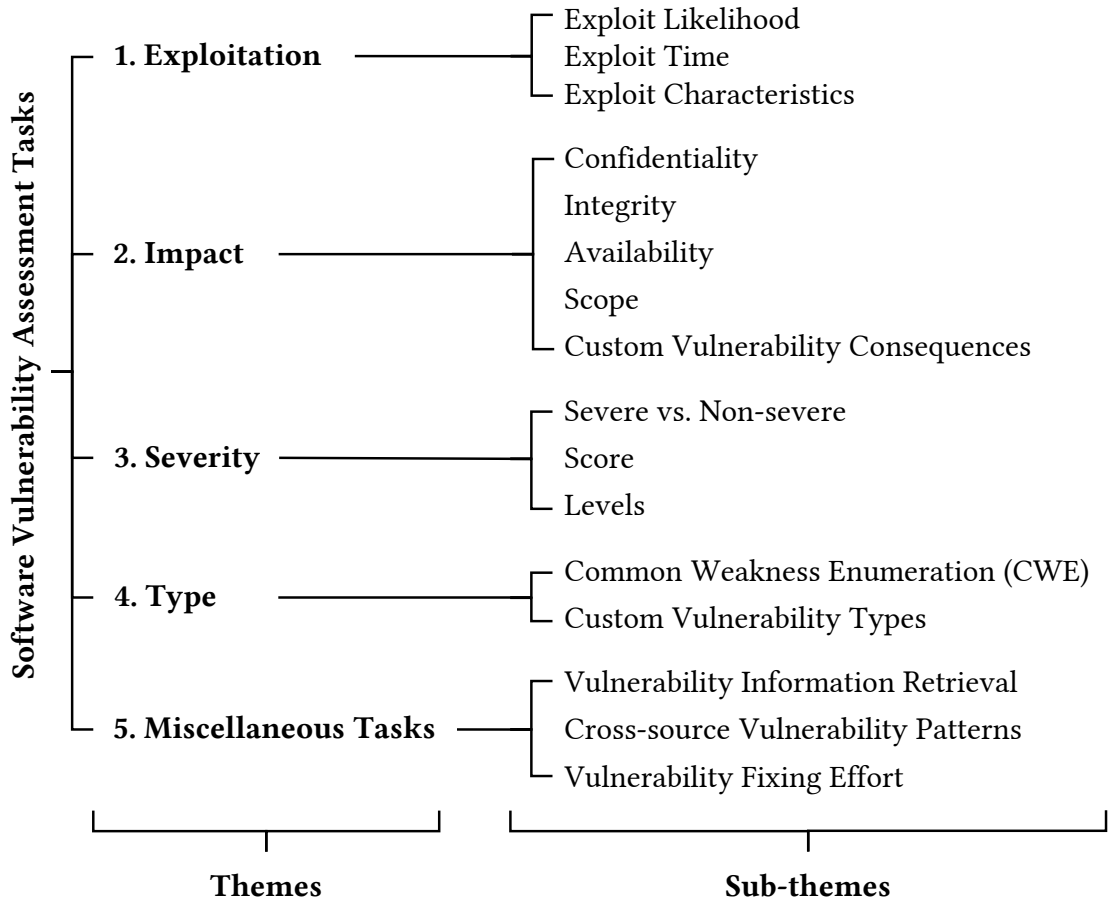 Software Vulnerability Assessment Tasks
1. Exploitation
Exploit Likelihood
Exploit Time
Exploit Characteristics
2. Impact
Confidentiality
Integrity
Availability
Scope
Custom Vulnerability Consequences
3. Severity
Severe vs. Non-severe
Score
Levels
4. Type
Common Weakness Enumeration (CWE)
Custom Vulnerability Types
5. Miscellaneous Tasks
Vulnerability Information Retrieval
Cross-source Vulnerability Patterns
Vulnerability Fixing Effort
Themes
Sub-themes